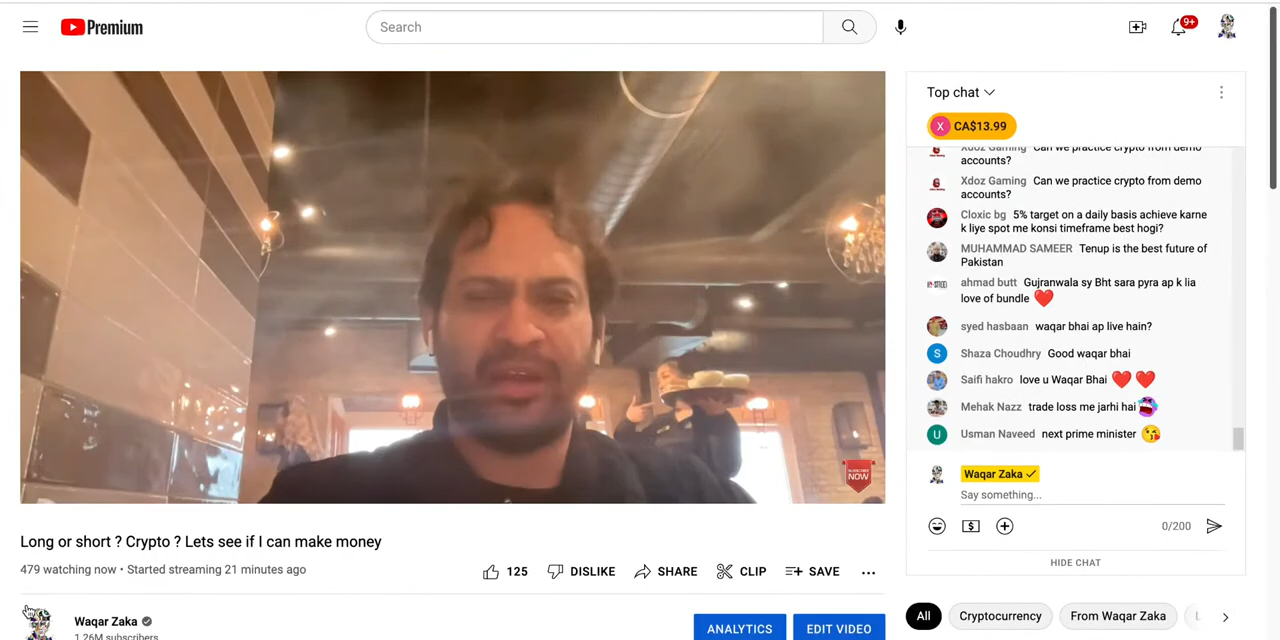 Premium
Search
9+
Top chat
X CA$13.99
Xdoz Gaming Can we practice crypto from demo
accounts?
Xdoz Gaming Can we practice crypto from demo
accounts?
Cloxic bg 5% target on a daily basis achieve karne
k liye spot me konsi timeframe best hogi?
MUHAMMAD SAMEER Tenup is the best future of
Pakistan
ahmad butt Gujranwala sy Bht sara pyra ap k lia
love of bundle ❤️
syed hasbaan waqar bhai ap live hain?
S Shaza Choudhry Good waqar bhai
Saifi hakro love u Waqar Bhai ❤️ ❤️
Mehak Nazz trade loss me jarhi hai
U Usman Naveed next prime minister 😘
Waqar Zaka
Say something...
0/200
HIDE CHAT
SUBSCRIBE
NOW
Long or short ? Crypto ? Lets see if I can make money
479 watching now • Started streaming 21 minutes ago
125 DISLIKE SHARE CLIP SAVE
Waqar Zaka
1.26M subscribers
ANALYTICS EDIT VIDEO
All Cryptocurrency From Waqar Zaka